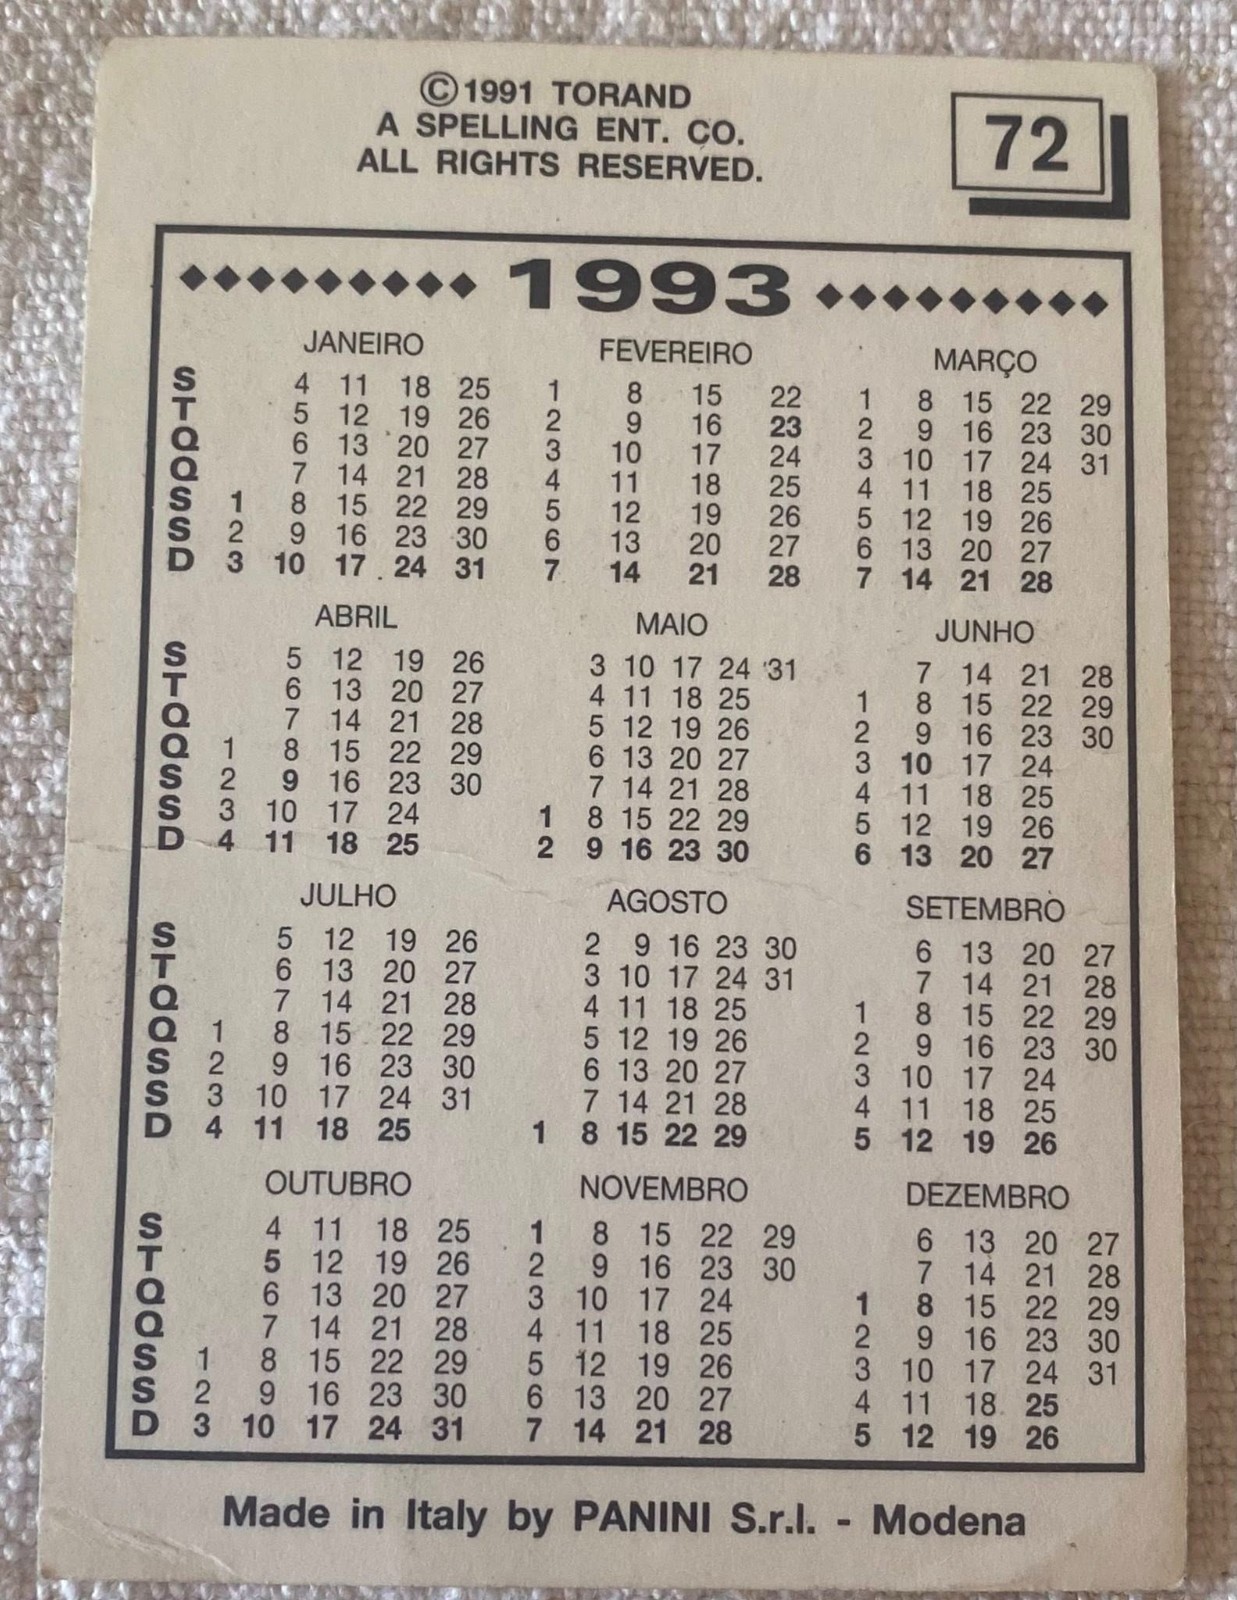 ©1991 TORAND
A SPELLING ENT. CO.
ALL RIGHTS RESERVED.
72
1993
JANEIRO FEVEREIRO MARÇO
S 4 11 18 25 1 8 15 22 1 8 15 22 29
T 5 12 19 26 2 9 16 23 2 9 16 23 30
Q 6 13 20 27 3 10 17 24 3 10 17 24 31
Q 7 14 21 28 4 11 18 25 4 11 18 25
S 1 8 15 22 29 5 12 19 26 5 12 19 26
S 2 9 16 23 30 6 13 20 27 6 13 20 27
D 3 10 17 24 31 7 14 21 28 7 14 21 28
ABRIL MAIO JUNHO
S 5 12 19 26 3 10 17 24 31 7 14 21 28
T 6 13 20 27 4 11 18 25 1 8 15 22 29
Q 7 14 21 28 5 12 19 26 2 9 16 23 30
Q 1 8 15 22 29 6 13 20 27 3 10 17 24
S 2 9 16 23 30 7 14 21 28 4 11 18 25
S 3 10 17 24 1 8 15 22 29 5 12 19 26
D 4 11 18 25 2 9 16 23 30 6 13 20 27
JULHO AGOSTO SETEMBRO
S 5 12 19 26 2 9 16 23 30 6 13 20 27
T 6 13 20 27 3 10 17 24 31 7 14 21 28
Q 7 14 21 28 4 11 18 25 1 8 15 22 29
Q 1 8 15 22 29 5 12 19 26 2 9 16 23 30
S 2 9 16 23 30 6 13 20 27 3 10 17 24
S 3 10 17 24 31 7 14 21 28 4 11 18 25
D 4 11 18 25 1 8 15 22 29 5 12 19 26
OUTUBRO NOVEMBRO DEZEMBRO
S 4 11 18 25 1 8 15 22 29 6 13 20 27
T 5 12 19 26 2 9 16 23 30 7 14 21 28
Q 6 13 20 27 3 10 17 24 1 8 15 22 29
Q 7 14 21 28 4 11 18 25 2 9 16 23 30
S 1 8 15 22 29 5 12 19 26 3 10 17 24 31
S 2 9 16 23 30 6 13 20 27 4 11 18 25
D 3 10 17 24 31 7 14 21 28 5 12 19 26
Made in Italy by PANINI S.r.l. - Modena